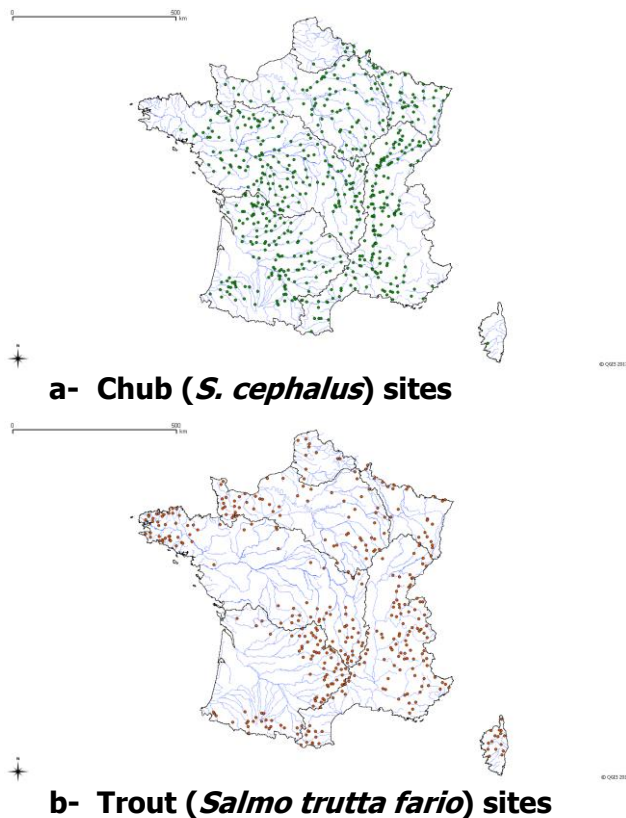 0 500
km
a- Chub (S. cephalus) sites
0 500
km
b- Trout (Salmo trutta fario) sites